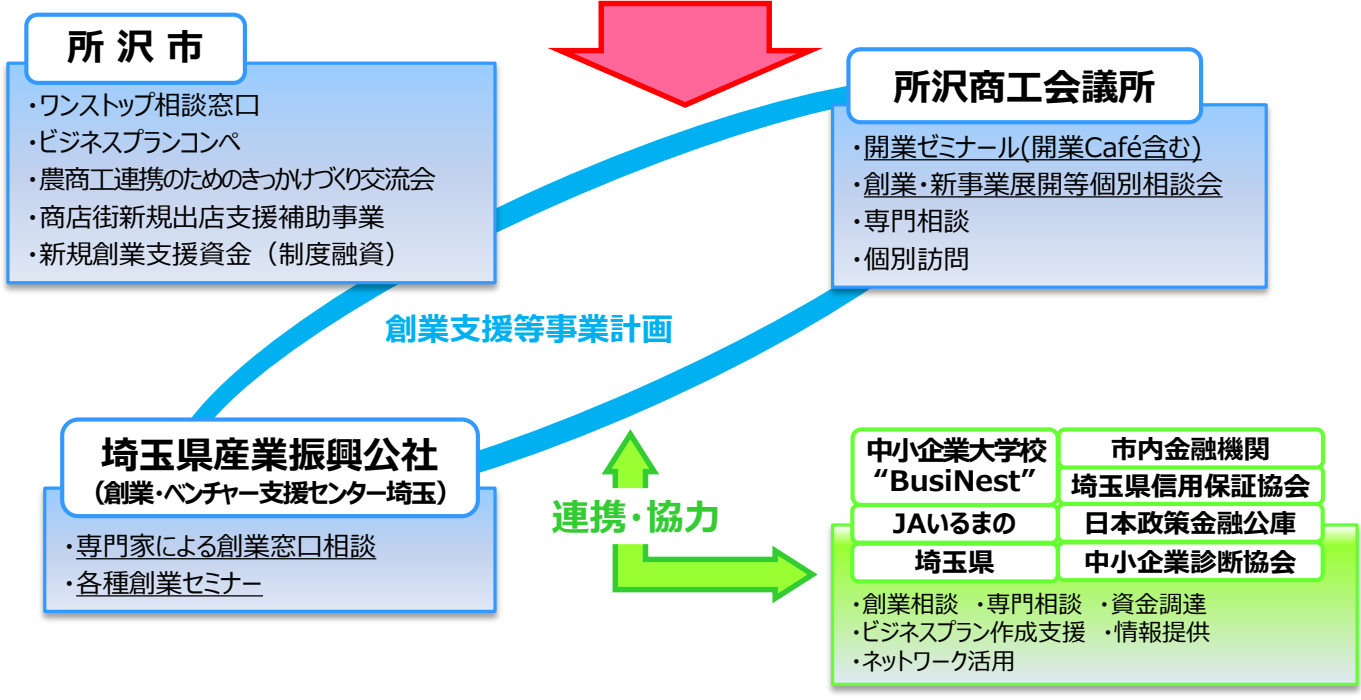 所沢市
・ワンストップ相談窓口
・ビジネスプランコンペ
・農商工連携のためのきっかけづくり交流会
・商店街新規出店支援補助事業
・新規創業支援資金（制度融資）
所沢商工会議所
・開業ゼミナール(開業Café含む)
・創業・新事業展開等個別相談会
・専門相談
・個別訪問
創業支援等事業計画
埼玉県産業振興公社
（創業・ベンチャー支援センター埼玉）
・専門家による創業窓口相談
・各種創業セミナー
連携・協力
中小企業大学校
“BusiNest”
市内金融機関
埼玉県信用保証協会
JAいるまの
日本政策金融公庫
埼玉県
中小企業診断協会
・創業相談 ・専門相談 ・資金調達
・ビジネスプラン作成支援 ・情報提供
・ネットワーク活用